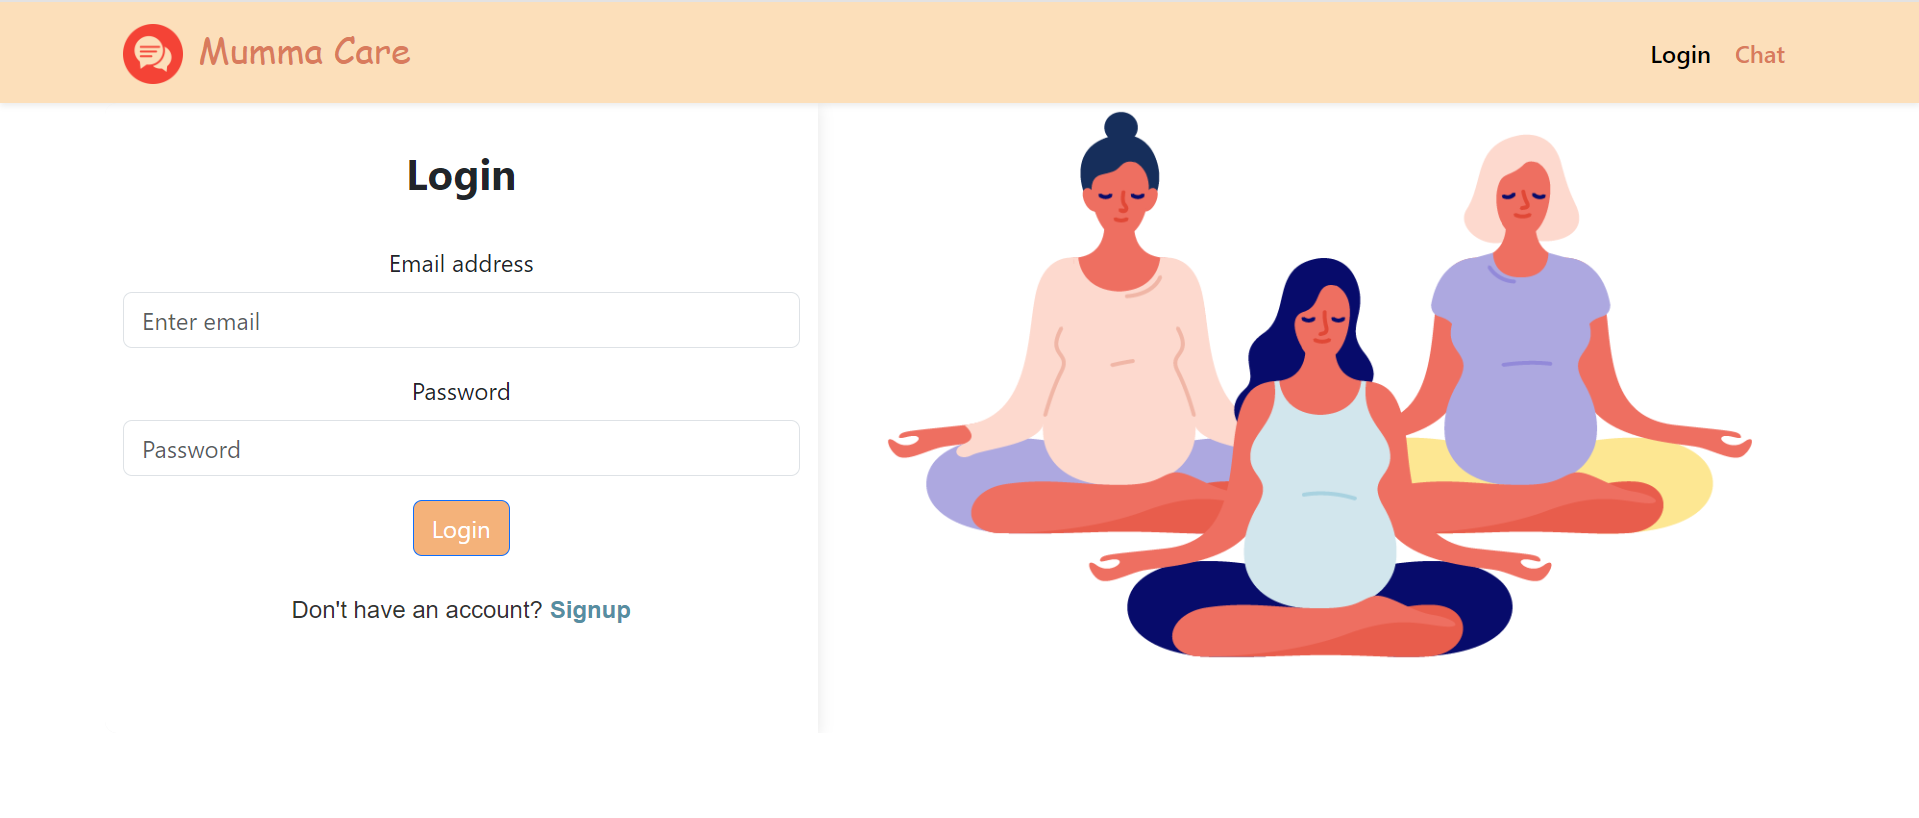 Mumma Care
Login Chat
Login
Email address
Enter email
Password
Password
Login
Don't have an account? Signup